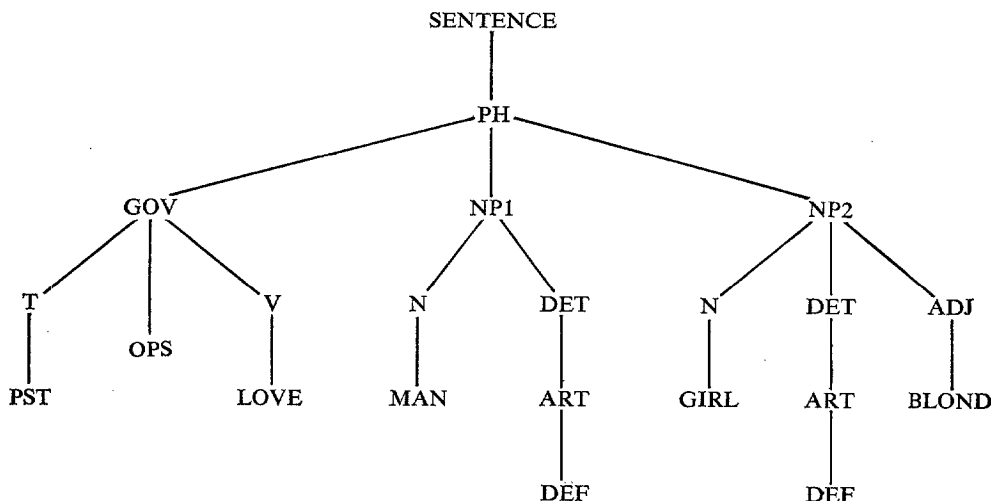 SENTENCE
PH
GOV NP1 NP2
T V N DET N DET ADJ
OPS
PST LOVE MAN ART GIRL ART BLOND
DEF DEF